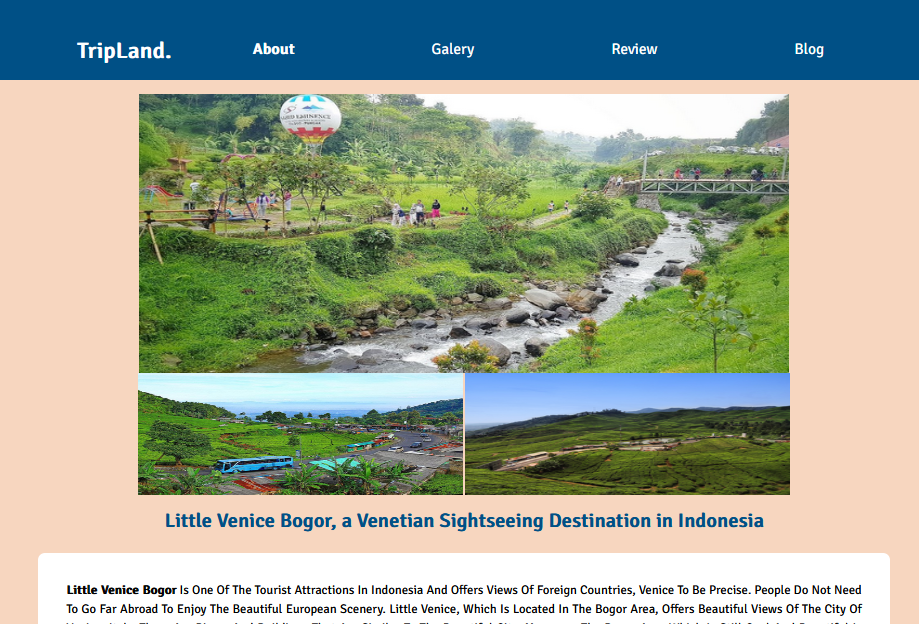 TripLand.
About
Galery
Review
Blog
Little Venice Bogor, a Venetian Sightseeing Destination in Indonesia
Little Venice Bogor Is One Of The Tourist Attractions In Indonesia And Offers Views Of Foreign Countries, Venice To Be Precise. People Do Not Need
To Go Far Abroad To Enjoy The Beautiful European Scenery. Little Venice, Which Is Located In The Bogor Area, Offers Beautiful Views Of The City Of